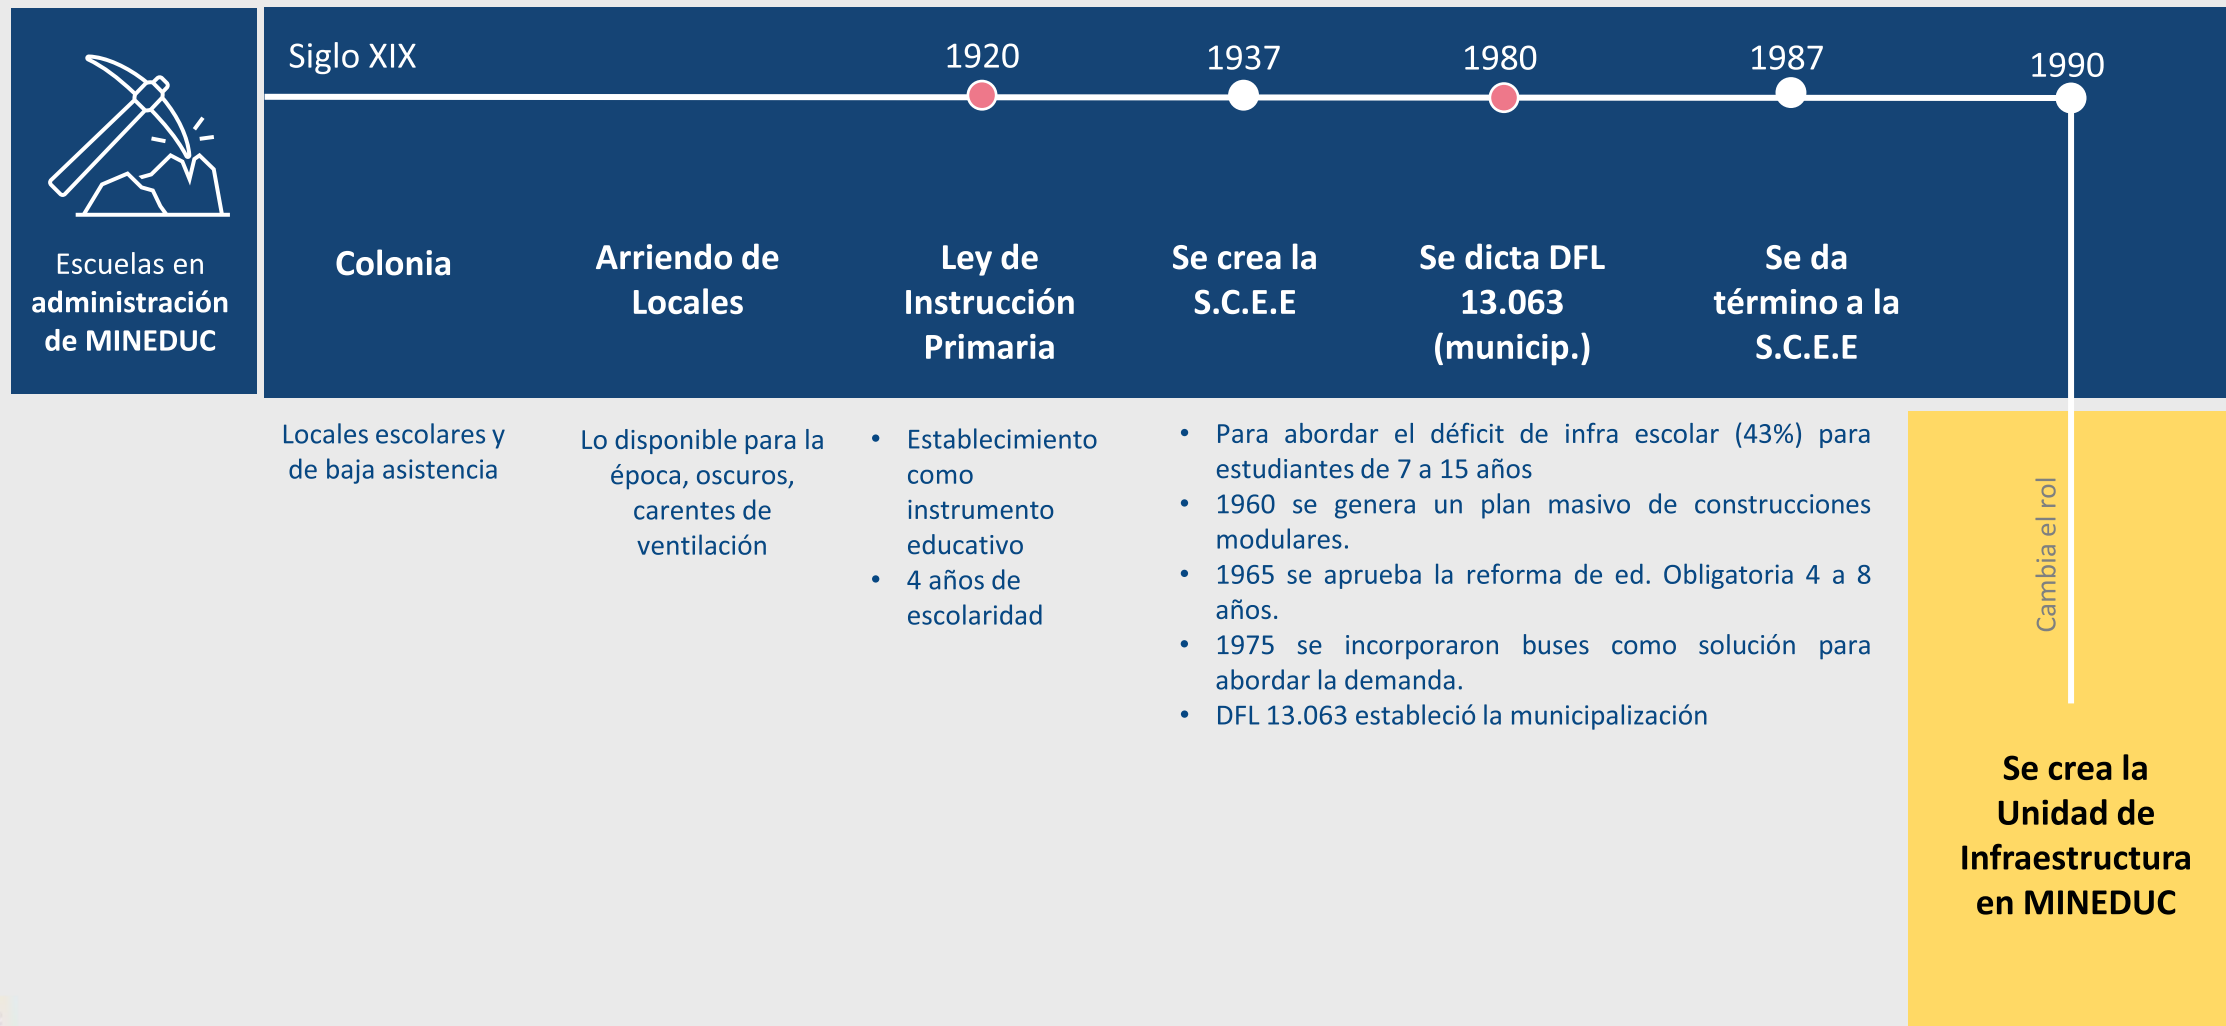 Escuelas en
administración
de MINEDUC
Siglo XIX
1920
1937
1980
1987
1990
Colonia
Arriendo de
Locales
Ley de
Instrucción
Primaria
Se crea la
S.C.E.E
Se dicta DFL
13.063
(municip.)
Se da
término a la
S.C.E.E
Locales escolares y
de baja asistencia
Lo disponible para la
época, oscuros,
carentes de
ventilación
• Establecimiento
como
instrumento
educativo
• 4 años de
escolaridad
• Para abordar el déficit de infra escolar (43%) para
estudiantes de 7 a 15 años
• 1960 se genera un plan masivo de construcciones
modulares.
• 1965 se aprueba la reforma de ed. Obligatoria 4 a 8
años.
• 1975 se incorporaron buses como solución para
abordar la demanda.
• DFL 13.063 estableció la municipalización
Cambia el rol
Se crea la
Unidad de
Infraestructura
en MINEDUC